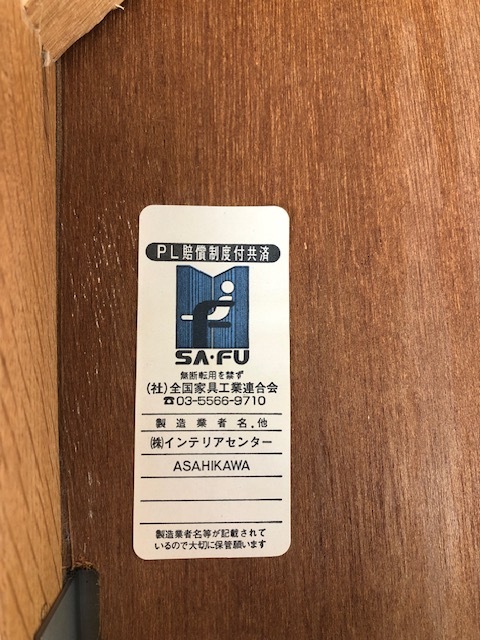 PL賠償制度付共済
SA・FU
無断転用を禁ず
(社)全国家具工業連合会
☎03-5566-9710
製造業者名.他
㈱インテリアセンター
ASAHIKAWA
製造業者名等が記載されて
いるので大切に保管願います